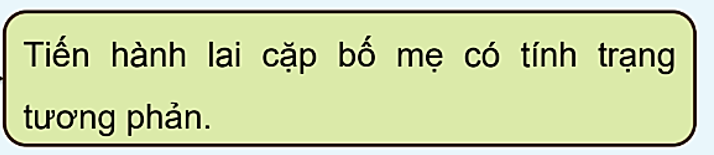 Tiến hành lai cặp bố mẹ có tính trạng
tương phản.